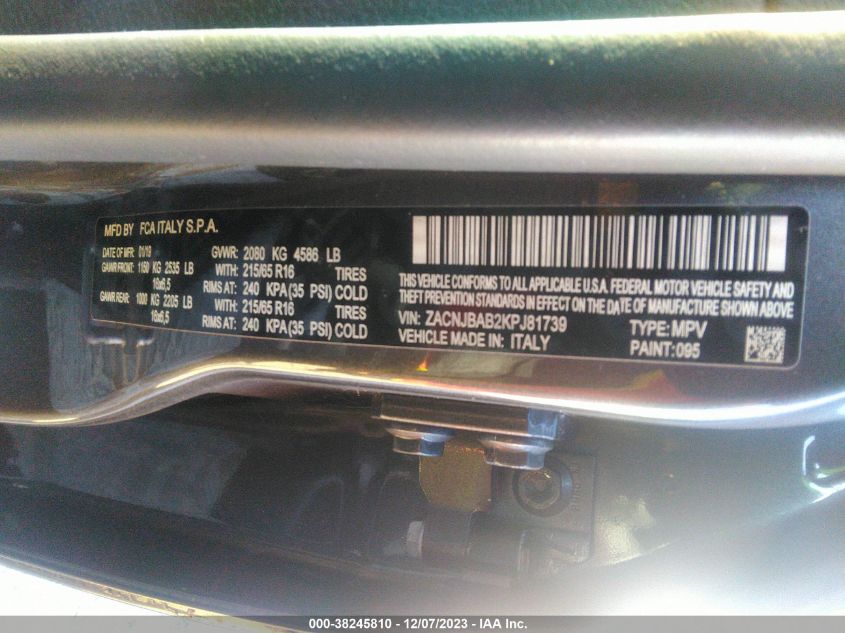 MFD BY FCA ITALY S.P.A.
DATE OF MFR 01/19 GVWR: 2080 KG 4586 LB
GAWR FRONT: 1150 KG 2535 LB WITH 215/65 R16 TIRES
16x6,5 RIMS AT: 240 KPA(35 PSI) COLD
GAWR REAR: 1000 KG 2205 LB WITH 215/65 R16 TIRES
16x6,5 RIMS AT: 240 KPA(35 PSI) COLD
THIS VEHICLE CONFORMS TO ALL APPLICABLE U.S.A. FEDERAL MOTOR VEHICLE SAFETY AND
THEFT PREVENTION STANDARDS IN EFFECT ON THE DATE OF MANUFACTURE SHOWN ABOVE
VIN: ZACNJBAB2KPJ81739 TYPE: MPV
VEHICLE MADE IN: ITALY PAINT: 095
000-38245810 - 12/07/2023 - IAA Inc.